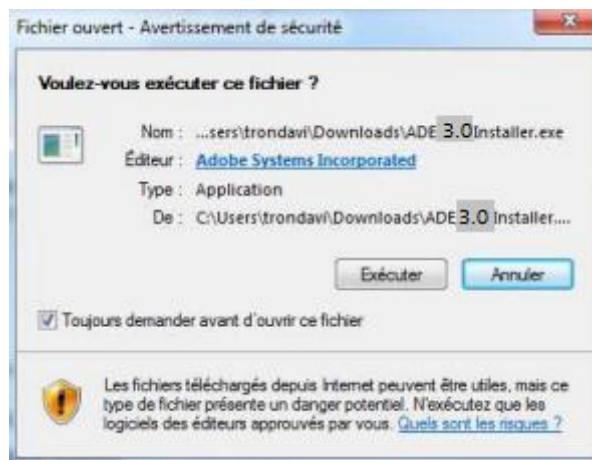 Fichier ouvert - Avertissement de sécurité
Voulez-vous exécuter ce fichier ?
Nom : ...sers\trondavi\Downloads\ADE 3.0Installer.exe
Éditeur : Adobe Systems Incorporated
Type : Application
De : C:\Users\trondavi\Downloads\ADE 3.0 Installer....
Exécuter Annuler
Toujours demander avant d'ouvrir ce fichier
Les fichiers téléchargés depuis Internet peuvent être utiles, mais ce
type de fichier présente un danger potentiel. N'exécutez que les
logiciels des éditeurs approuvés par vous. Quels sont les risques ?